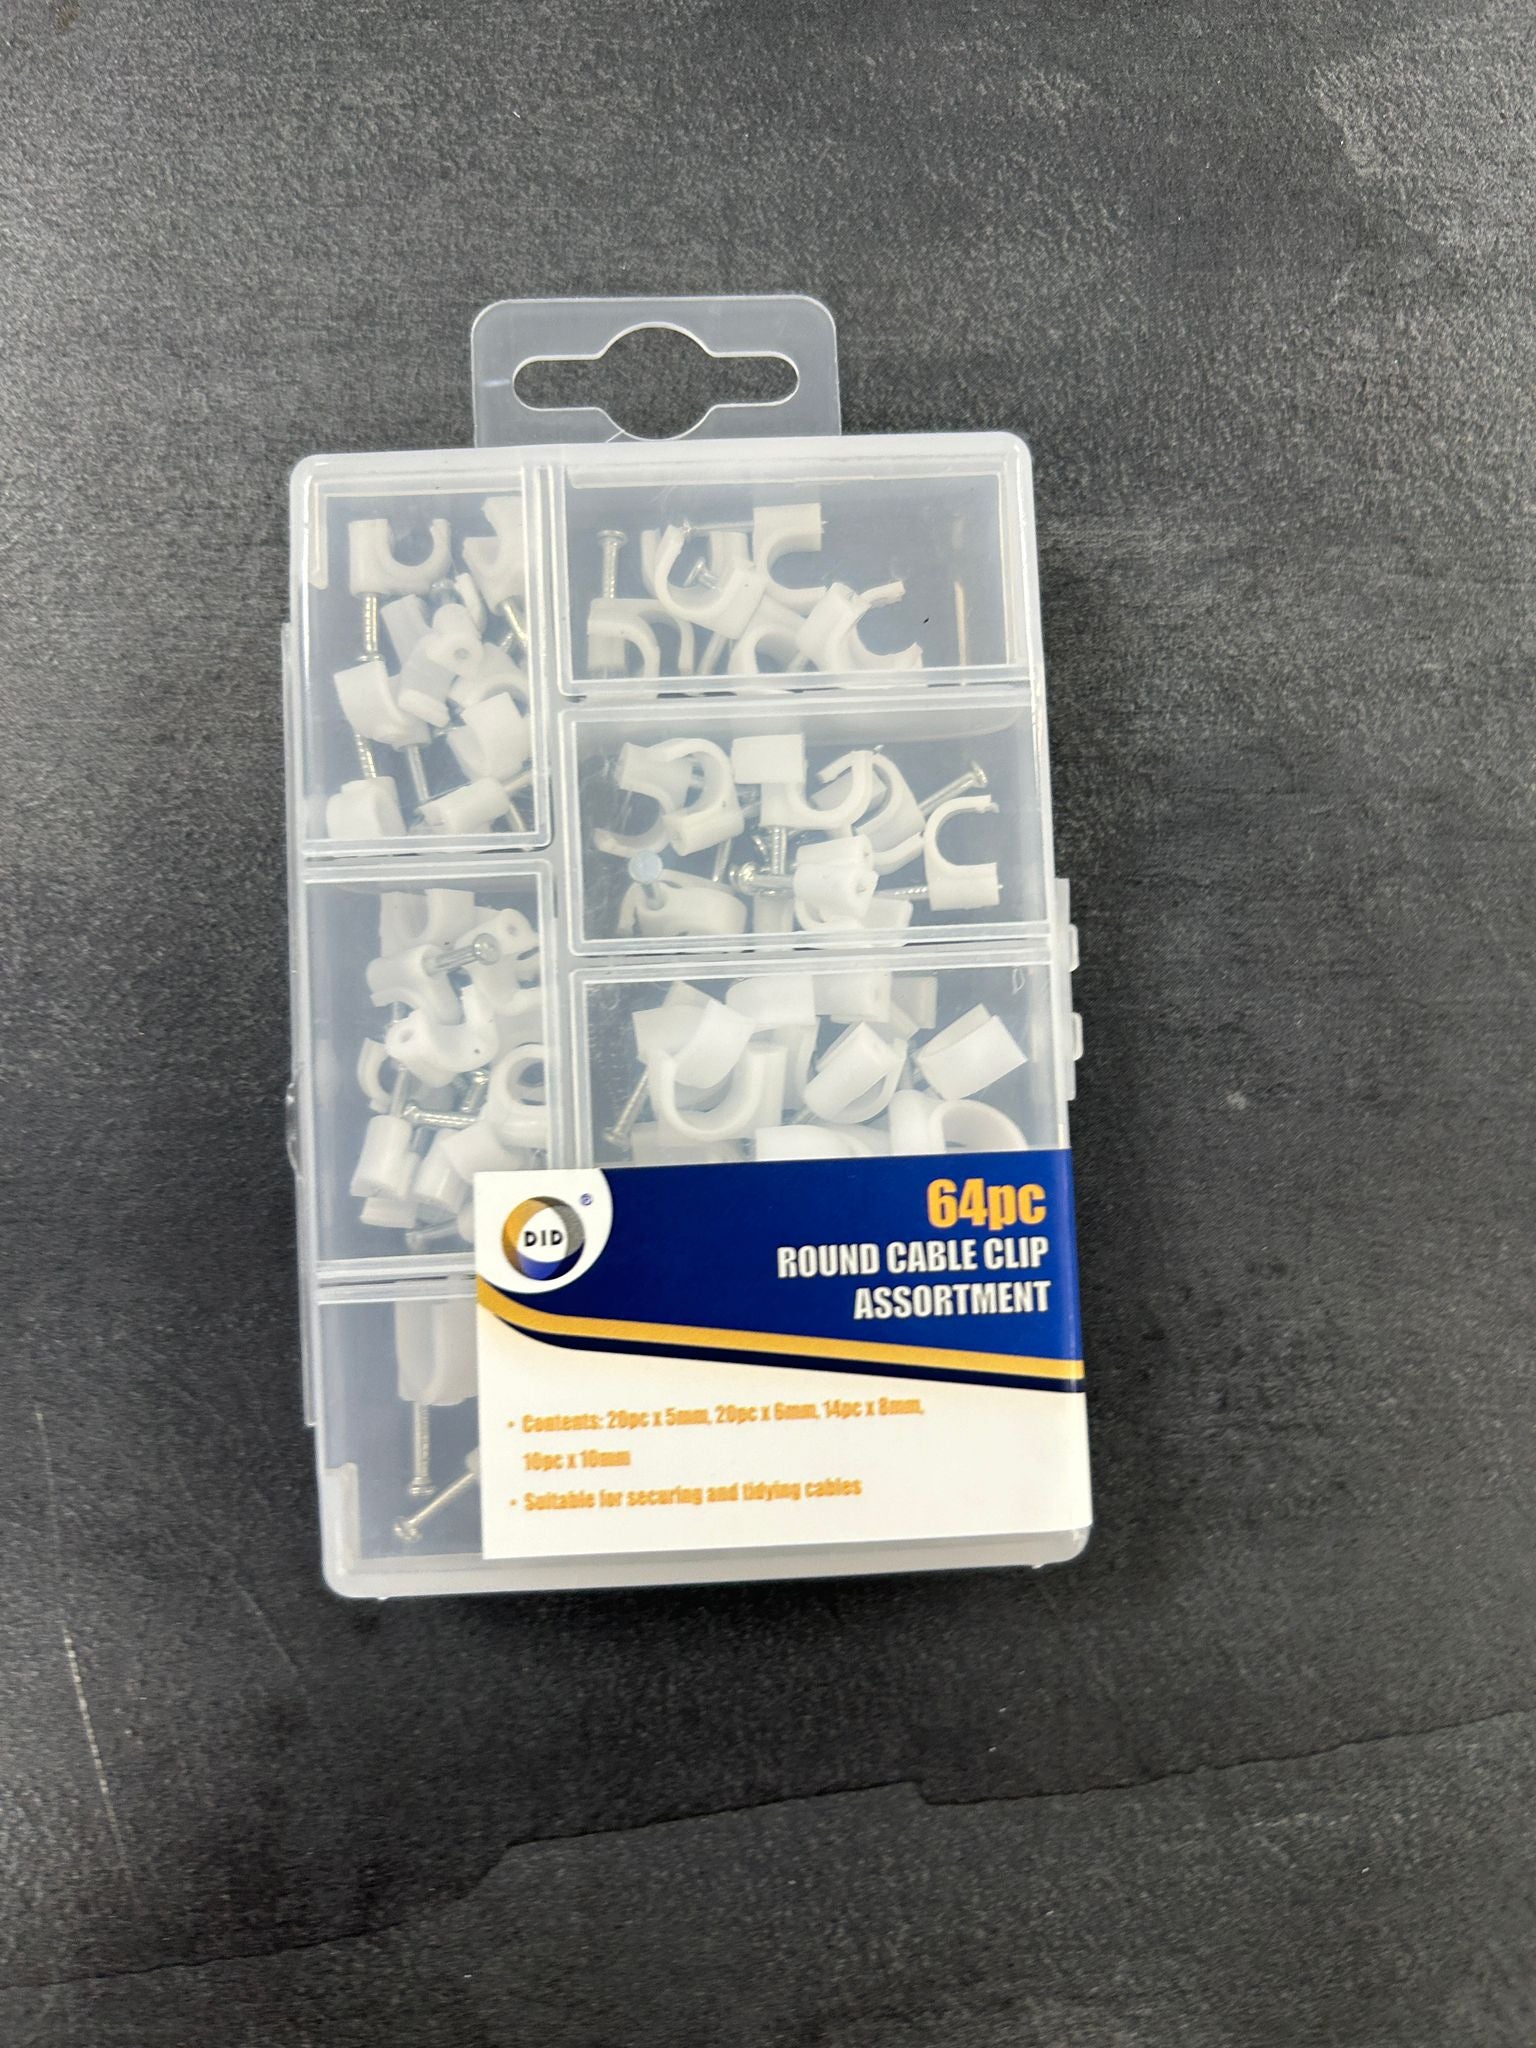 DID ®
64pc
ROUND CABLE CLIP
ASSORTMENT
• Contents: 20pc x 5mm, 20pc x 6mm, 14pc x 8mm,
10pc x 10mm
• Suitable for securing and tidying cables